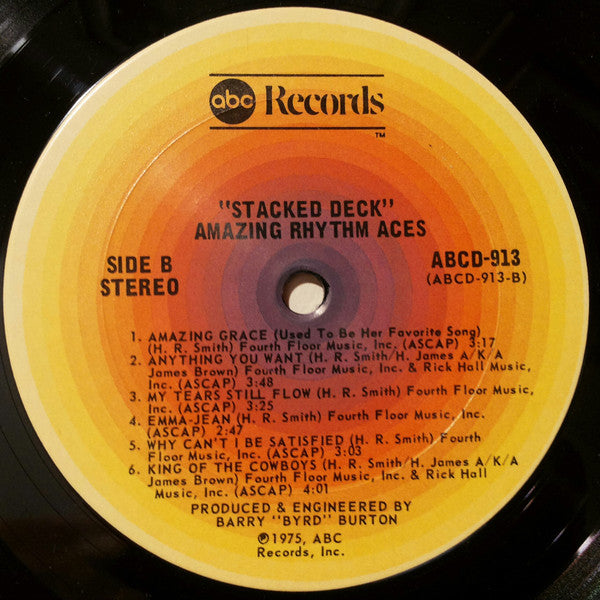 abc Records
TM
"STACKED DECK"
AMAZING RHYTHM ACES
SIDE B
STEREO
ABCD-913
(ABCD-913-B)
1. AMAZING GRACE (Used To Be Her Favorite Song)
(H. R. Smith) Fourth Floor Music, Inc. (ASCAP) 3:17
2. ANYTHING YOU WANT (H. R. Smith/H. James A/K/A
James Brown) Fourth Floor Music, Inc. & Rick Hall Music,
Inc. (ASCAP) 3:48
3. MY TEARS STILL FLOW (H. R. Smith) Fourth Floor Music,
Inc. (ASCAP) 3:25
4. EMMA-JEAN (H. R. Smith) Fourth Floor Music, Inc.
(ASCAP) 2:47
5. WHY CAN'T I BE SATISFIED (H. R. Smith) Fourth
Floor Music, Inc. (ASCAP) 3:03
6. KING OF THE COWBOYS (H. R. Smith/H. James A/K/A
James Brown) Fourth Floor Music, Inc. & Rick Hall
Music, Inc. (ASCAP) 4:01
PRODUCED & ENGINEERED BY
BARRY "BYRD" BURTON
℗1975, ABC
Records, Inc.